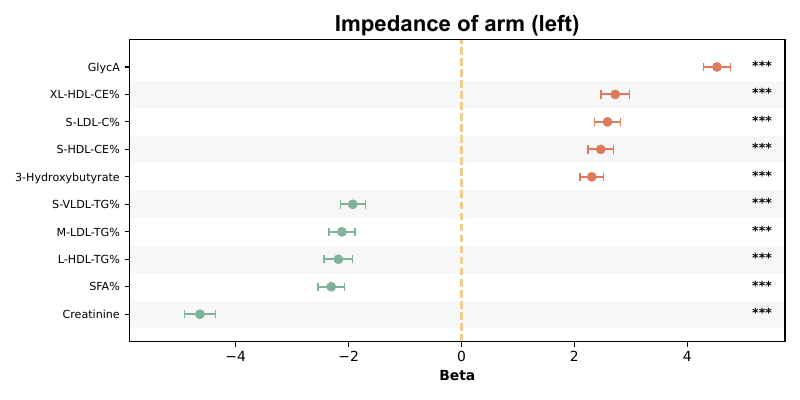 Impedance of arm (left)
GlycA ***
XL-HDL-CE% ***
S-LDL-C% ***
S-HDL-CE% ***
3-Hydroxybutyrate ***
S-VLDL-TG% ***
M-LDL-TG% ***
L-HDL-TG% ***
SFA% ***
Creatinine ***
−4 −2 0 2 4
Beta